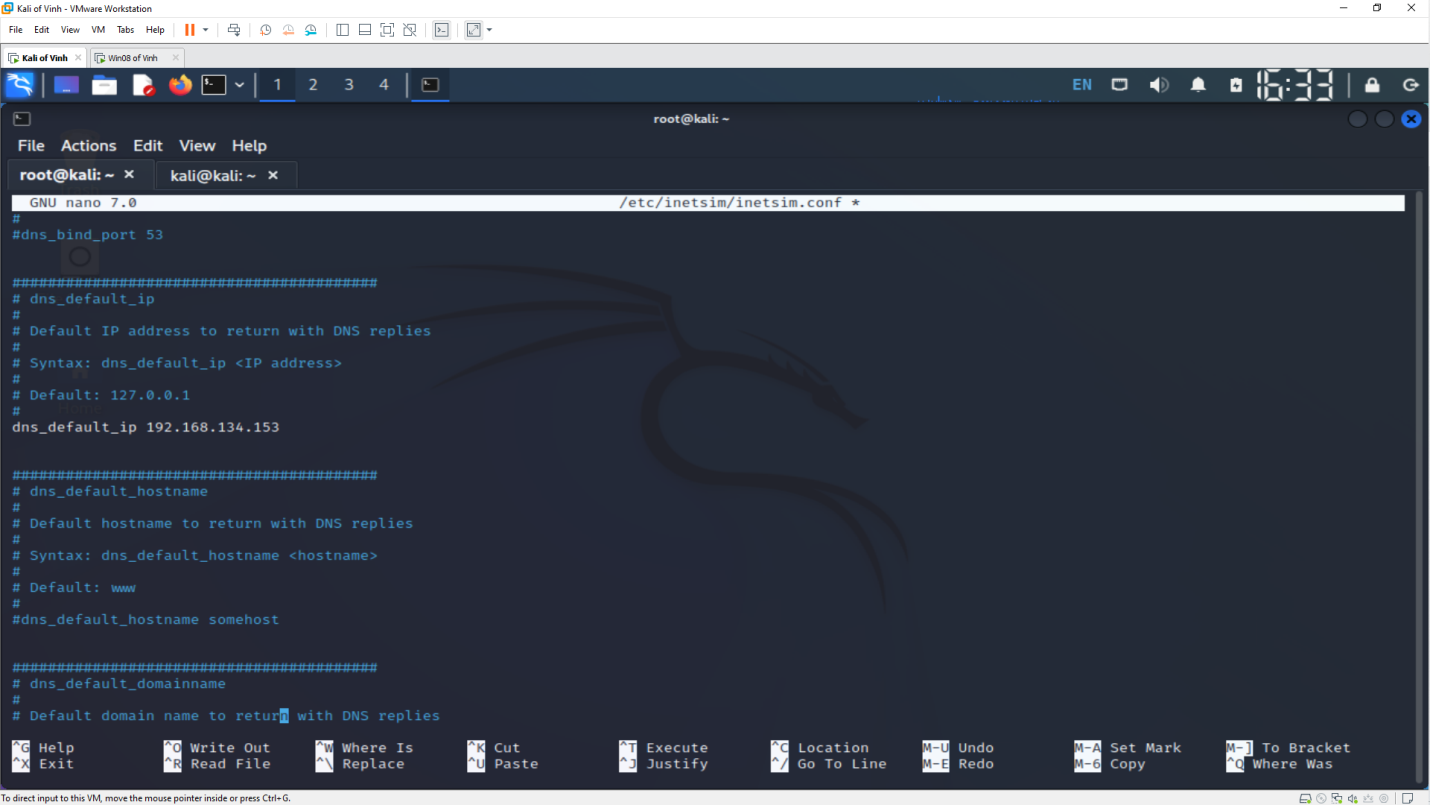 Kali of Vinh - VMware Workstation
File Edit View VM Tabs Help
Kali of Vinh Win08 of Vinh
1 2 3 4 EN 16:33
root@kali: ~
File Actions Edit View Help
root@kali: ~ × kali@kali: ~ ×
GNU nano 7.0 /etc/inetsim/inetsim.conf *
#
#dns_bind_port 53
#########################################
# dns_default_ip
#
# Default IP address to return with DNS replies
#
# Syntax: dns_default_ip <IP address>
#
# Default: 127.0.0.1
#
dns_default_ip 192.168.134.153
#########################################
# dns_default_hostname
#
# Default hostname to return with DNS replies
#
# Syntax: dns_default_hostname <hostname>
#
# Default: www
#
#dns_default_hostname somehost
#########################################
# dns_default_domainname
#
# Default domain name to return with DNS replies
^G Help ^O Write Out ^W Where Is ^K Cut ^T Execute ^C Location M-U Undo M-A Set Mark M-] To Bracket
^X Exit ^R Read File ^\ Replace ^U Paste ^J Justify ^/ Go To Line M-E Redo M-6 Copy ^Q Where Was
To direct input to this VM, move the mouse pointer inside or press Ctrl+G.